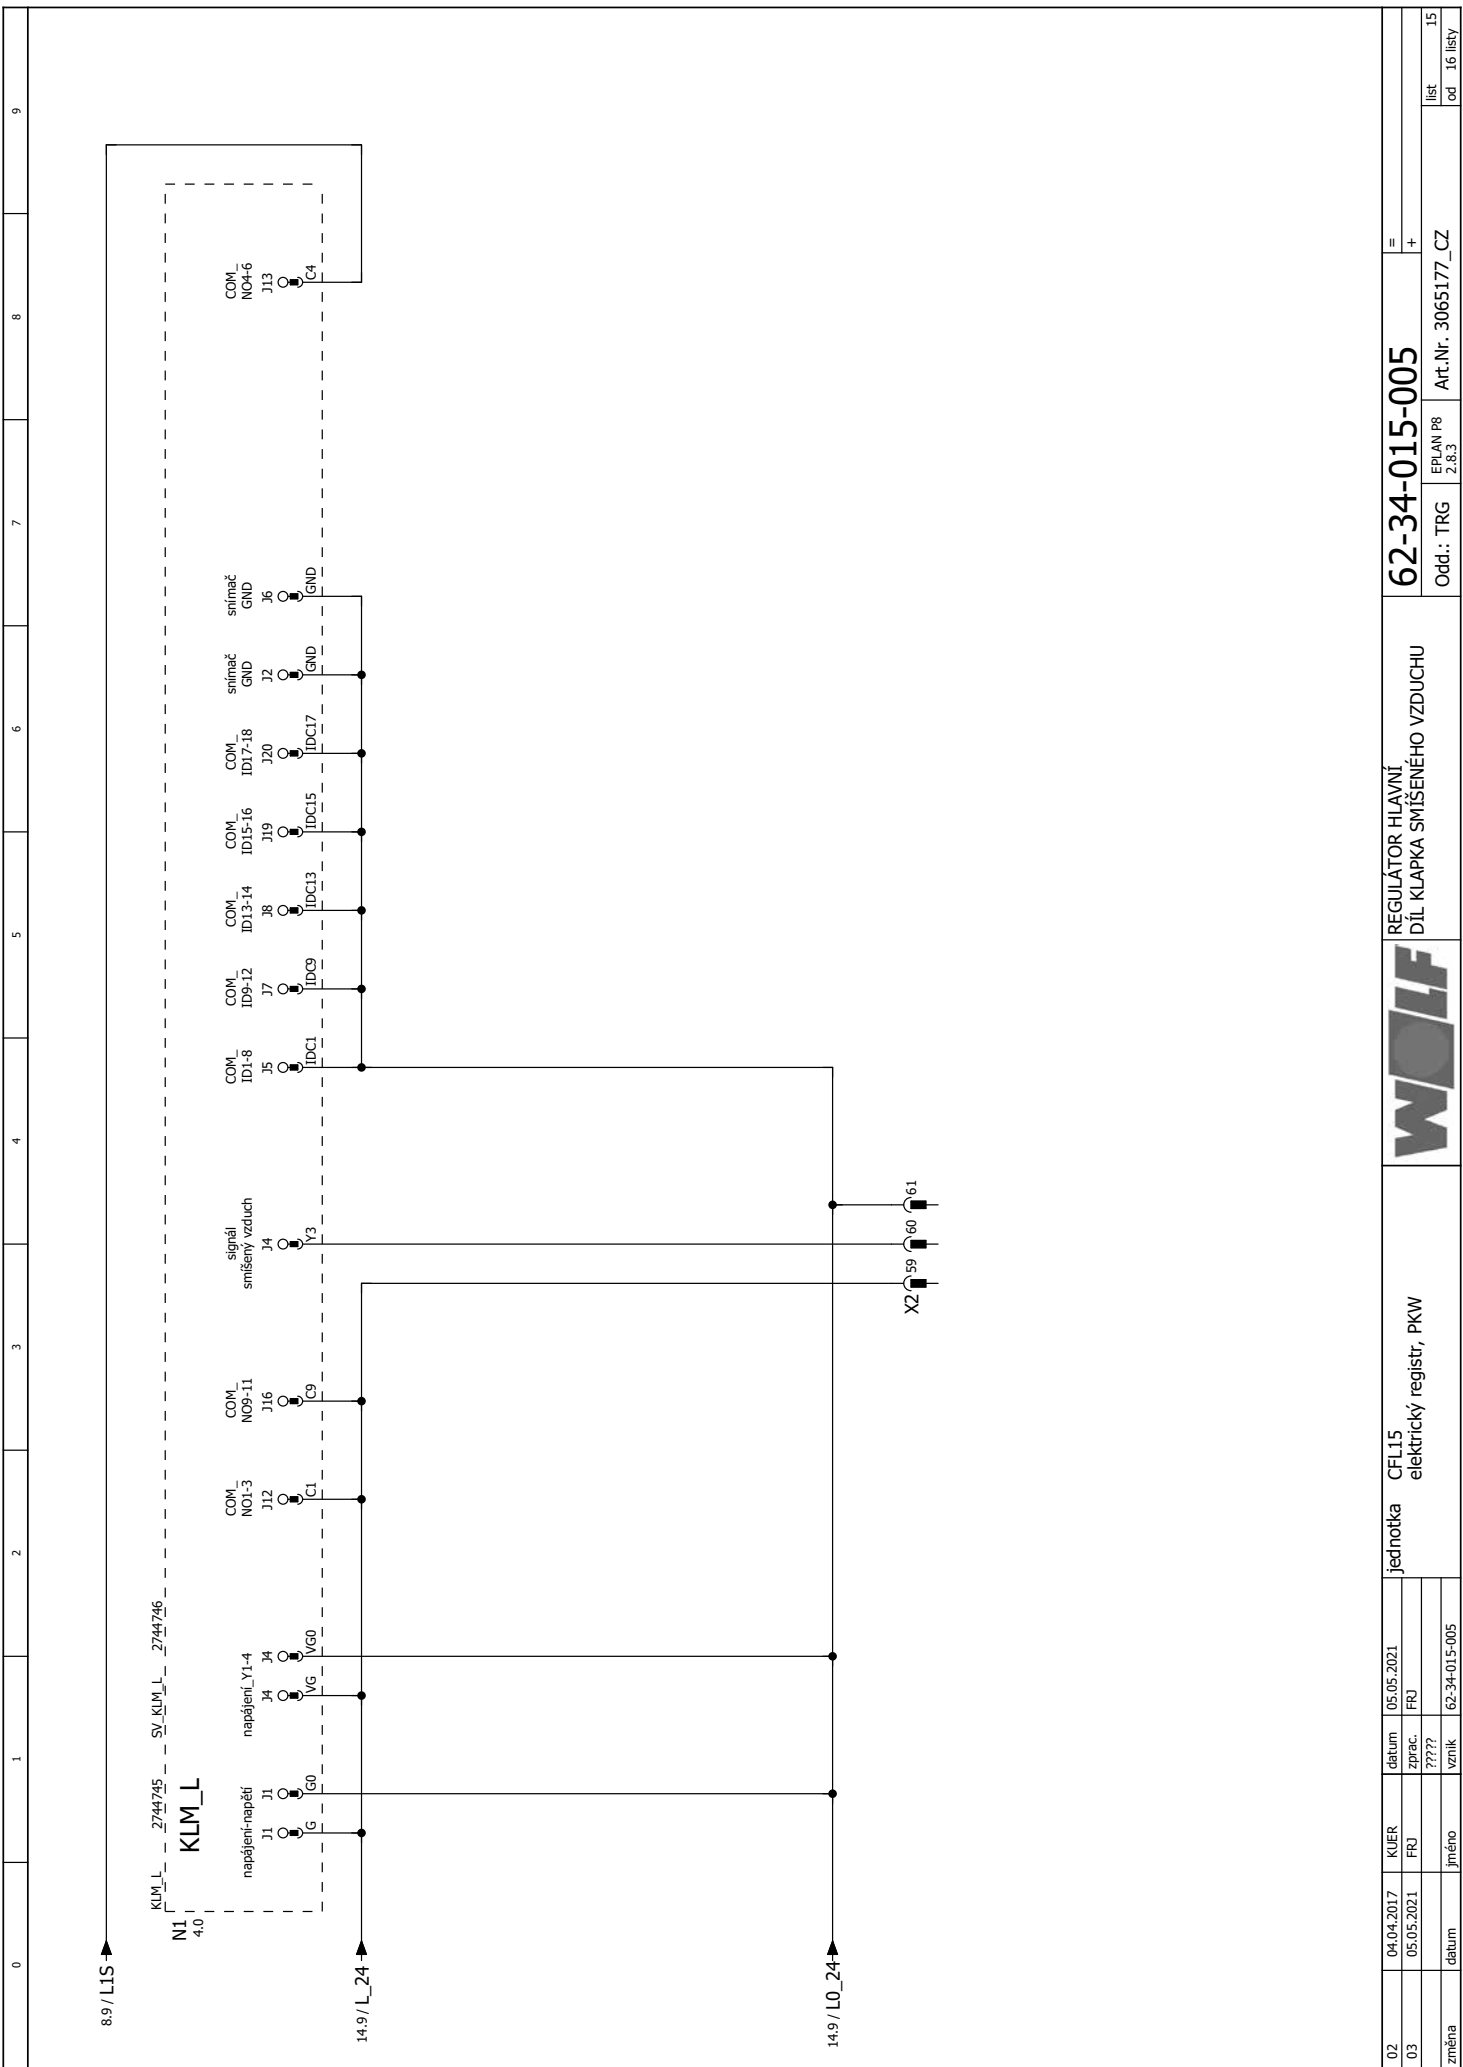 0 1 2 3 4 5 6 7 8 9
8.9 / L1S
14.9 / L_24
14.9 / L0_24
N1
4.0
KLM_L 2744745 SV_KLM_L 2744746
KLM_L
napájení-napětí
J1 J1
G G0
napájení_Y1-4
J4 J4
VG VG0
COM_
NO1-3
J12
C1
COM_
NO9-11
J16
C9
signál
smíšený vzduch
J4
Y3
COM_
ID1-8
J5
IDC1
COM_
ID9-12
J7
IDC9
COM_
ID13-14
J8
IDC13
COM_
ID15-16
J19
IDC15
COM_
ID17-18
J20
IDC17
snímač
GND
J2
GND
snímač
GND
J6
GND
COM_
NO4-6
J13
C4
X2 59 60 61
02 04.04.2017 KUER datum 05.05.2021
03 05.05.2021 FRJ zprac. FRJ
?????
změna datum jméno vznik 62-34-015-005
jednotka CFL15
elektrický registr, PKW
WOLF
REGULÁTOR HLAVNÍ
DÍL KLAPKA SMÍŠENÉHO VZDUCHU
62-34-015-005
=
+
Odd.: TRG
EPLAN P8
2.8.3
Art.Nr. 3065177_CZ
list 15
od 16 listy